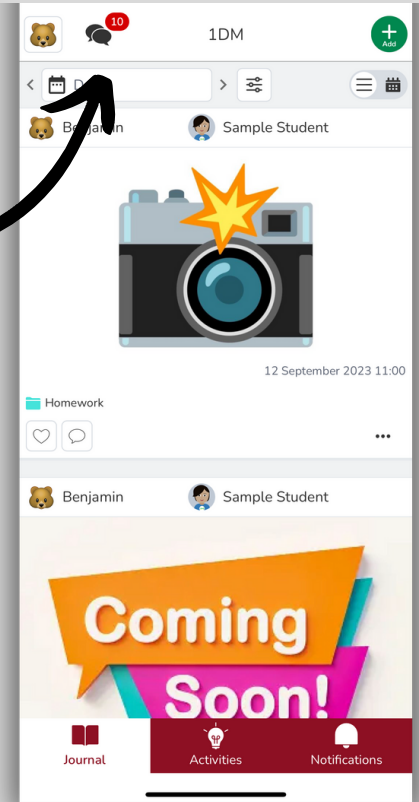 10
1DM
Add
Benjamin
Sample Student
12 September 2023 11:00
Homework
Benjamin
Sample Student
Coming
Soon!
Journal
Activities
Notifications